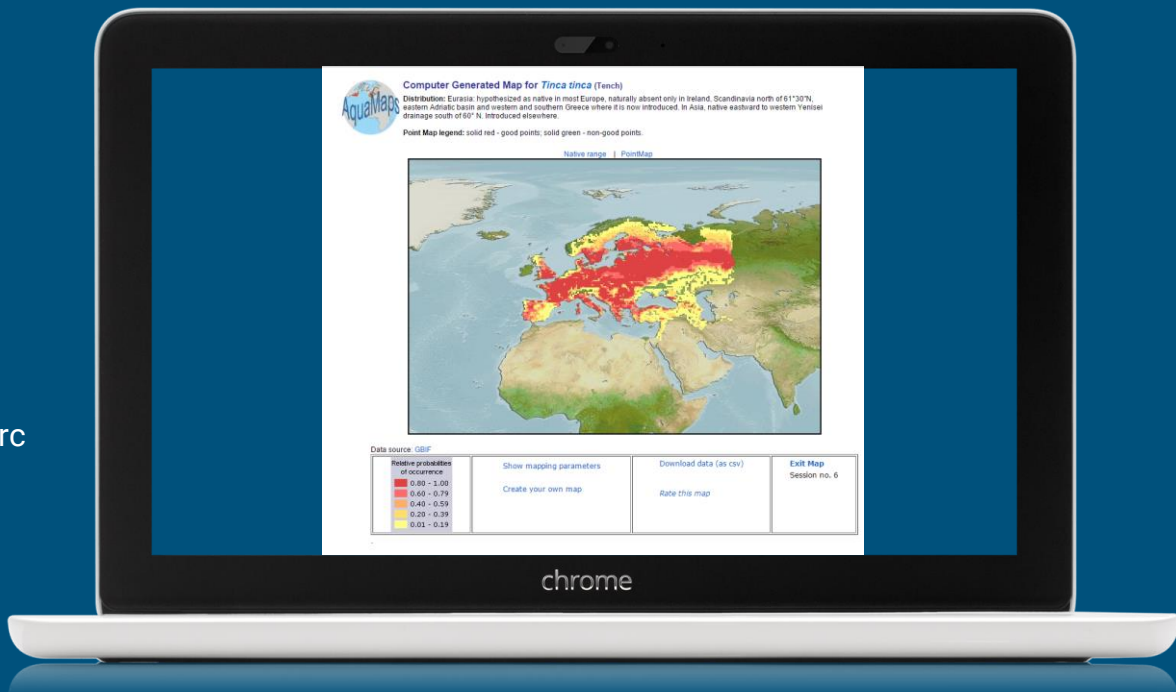 rc
AquaMaps
Computer Generated Map for Tinca tinca (Tench)
Distribution: Eurasia: hypothesized as native in most Europe, naturally absent only in Ireland, Scandinavia north of 61°30'N,
eastern Adriatic basin and western and southern Greece where it is now introduced. In Asia, native eastward to western Yenisei
drainage south of 60° N. Introduced elsewhere.
Point Map legend: solid red - good points; solid green - non-good points.
Native range | PointMap
Data source: GBIF
Relative probabilities
of occurrence
0.80 - 1.00
0.60 - 0.79
0.40 - 0.59
0.20 - 0.39
0.01 - 0.19
Show mapping parameters
Create your own map
Download data (as csv)
Rate this map
Exit Map
Session no. 6
.
chrome